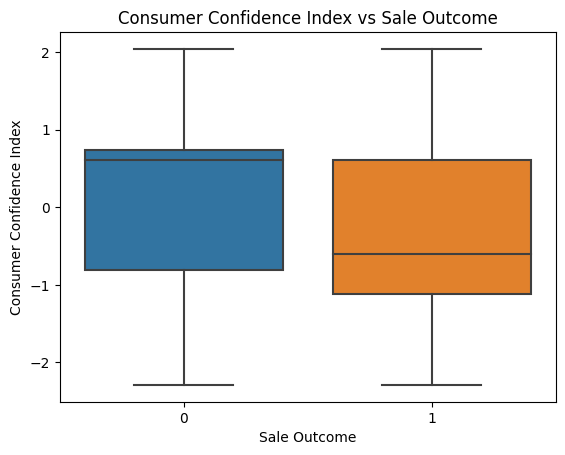 Consumer Confidence Index vs Sale Outcome
Consumer Confidence Index
2
1
0
−1
−2
0 1
Sale Outcome